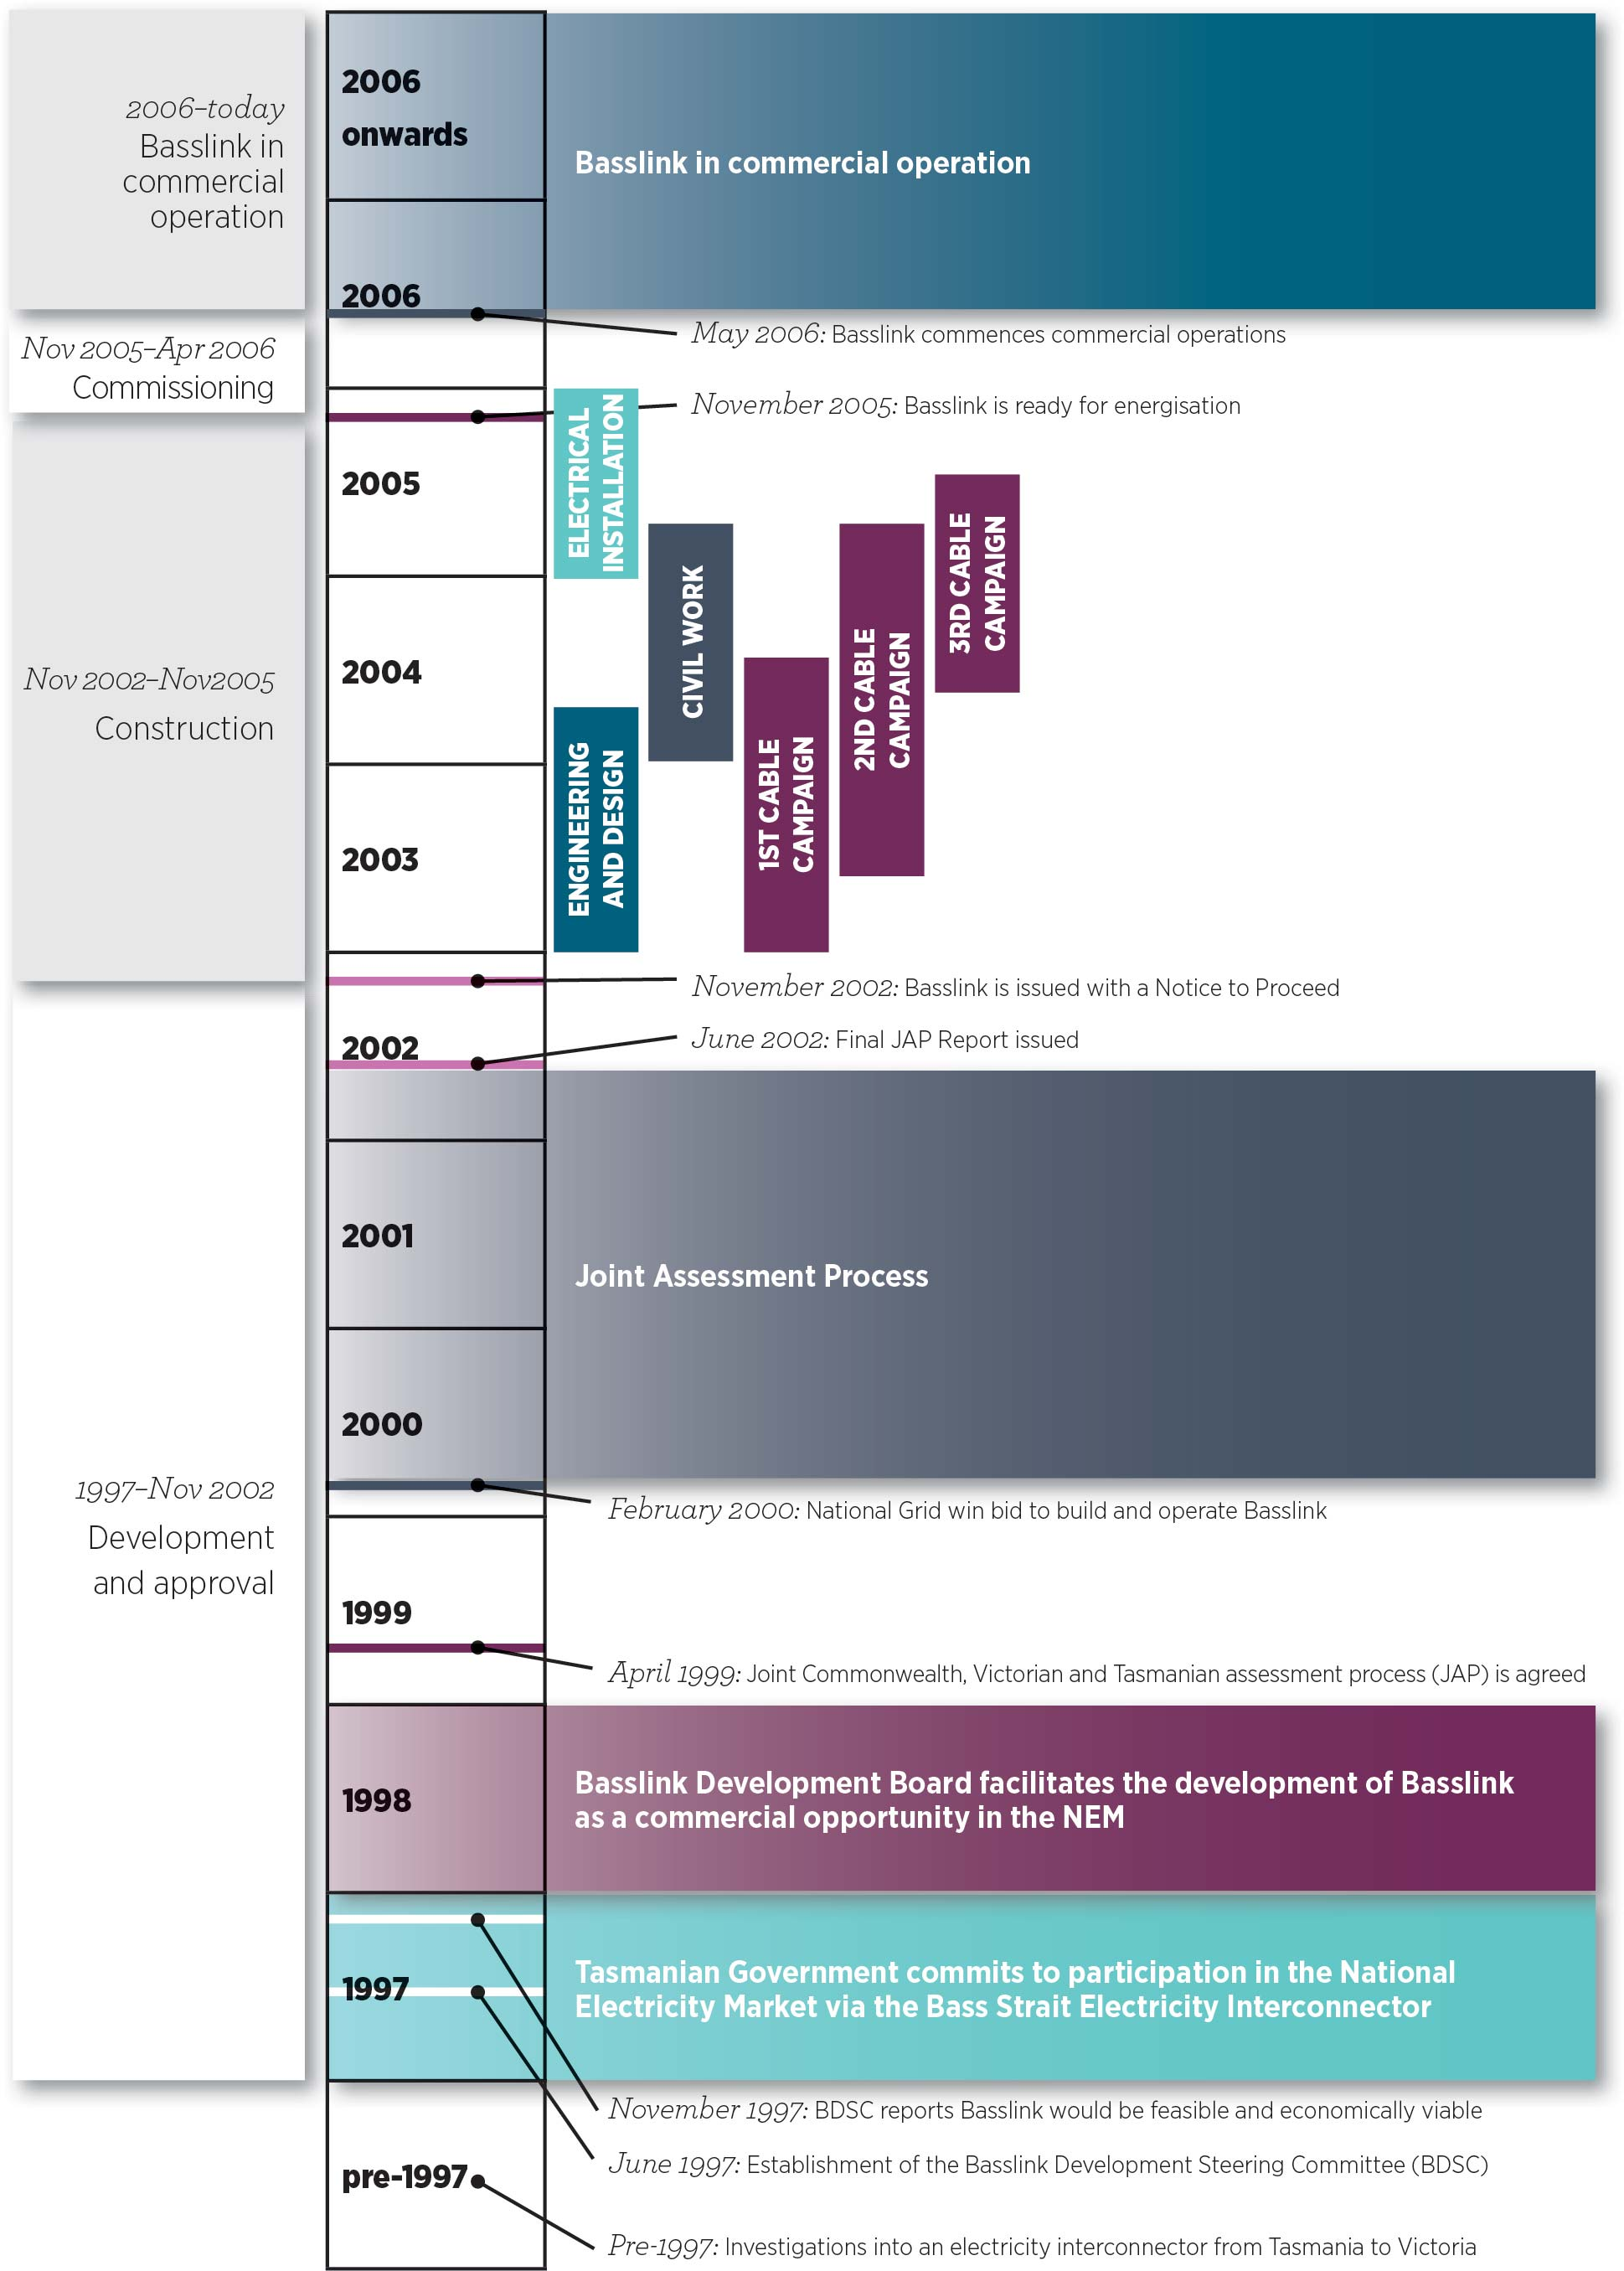 2006–today
Basslink in
commercial
operation
2006
onwards
Basslink in commercial operation
2006
May 2006: Basslink commences commercial operations
Nov 2005–Apr 2006
Commissioning
November 2005: Basslink is ready for energisation
2005
ELECTRICAL
INSTALLATION
CIVIL WORK
3RD CABLE
CAMPAIGN
2ND CABLE
CAMPAIGN
2004
Nov 2002–Nov2005
Construction
1ST CABLE
CAMPAIGN
ENGINEERING
AND DESIGN
2003
November 2002: Basslink is issued with a Notice to Proceed
2002
June 2002: Final JAP Report issued
2001
Joint Assessment Process
2000
1997–Nov 2002
Development
and approval
February 2000: National Grid win bid to build and operate Basslink
1999
April 1999: Joint Commonwealth, Victorian and Tasmanian assessment process (JAP) is agreed
1998
Basslink Development Board facilitates the development of Basslink
as a commercial opportunity in the NEM
1997
Tasmanian Government commits to participation in the National
Electricity Market via the Bass Strait Electricity Interconnector
November 1997: BDSC reports Basslink would be feasible and economically viable
June 1997: Establishment of the Basslink Development Steering Committee (BDSC)
pre-1997
Pre-1997: Investigations into an electricity interconnector from Tasmania to Victoria